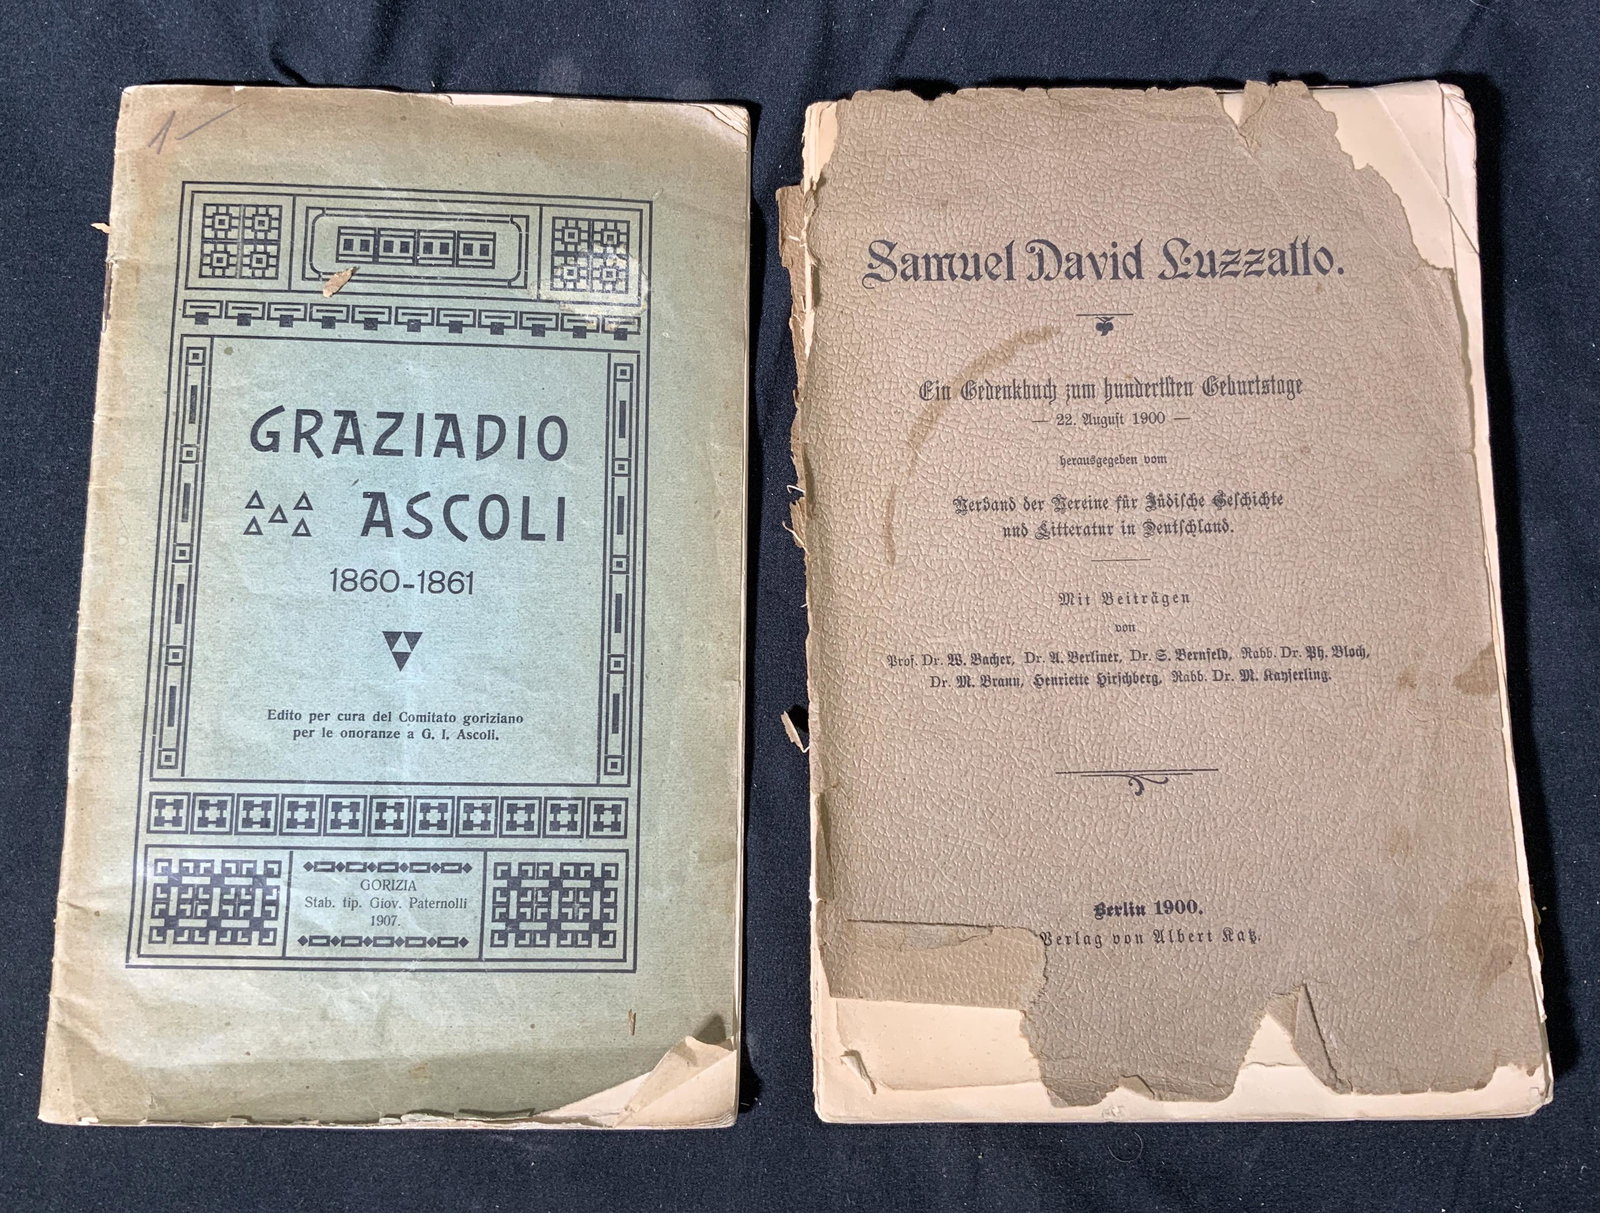 1-
GRAZIADIO
ASCOLI
1860-1861
Edito per cura del Comitato goriziano
per le onoranze a G. I. Ascoli.
GORIZIA
Stab. tip. Giov. Paternolli
1907.
Samuel David Luzzatto.
Ein Gedenkbuch zum hundertsten Geburtstage
— 22. August 1900 —
herausgegeben vom
Verband der Vereine für Jüdische Geschichte
und Litteratur in Deutschland.
Mit Beiträgen
von
Prof. Dr. W. Bacher, Dr. A. Berliner, Dr. S. Bernfeld, Rabb. Dr. Ph. Bloch,
Dr. M. Brann, Henriette Hirschberg, Rabb. Dr. M. Kayserling.
Berlin 1900.
Verlag von Albert Katz.